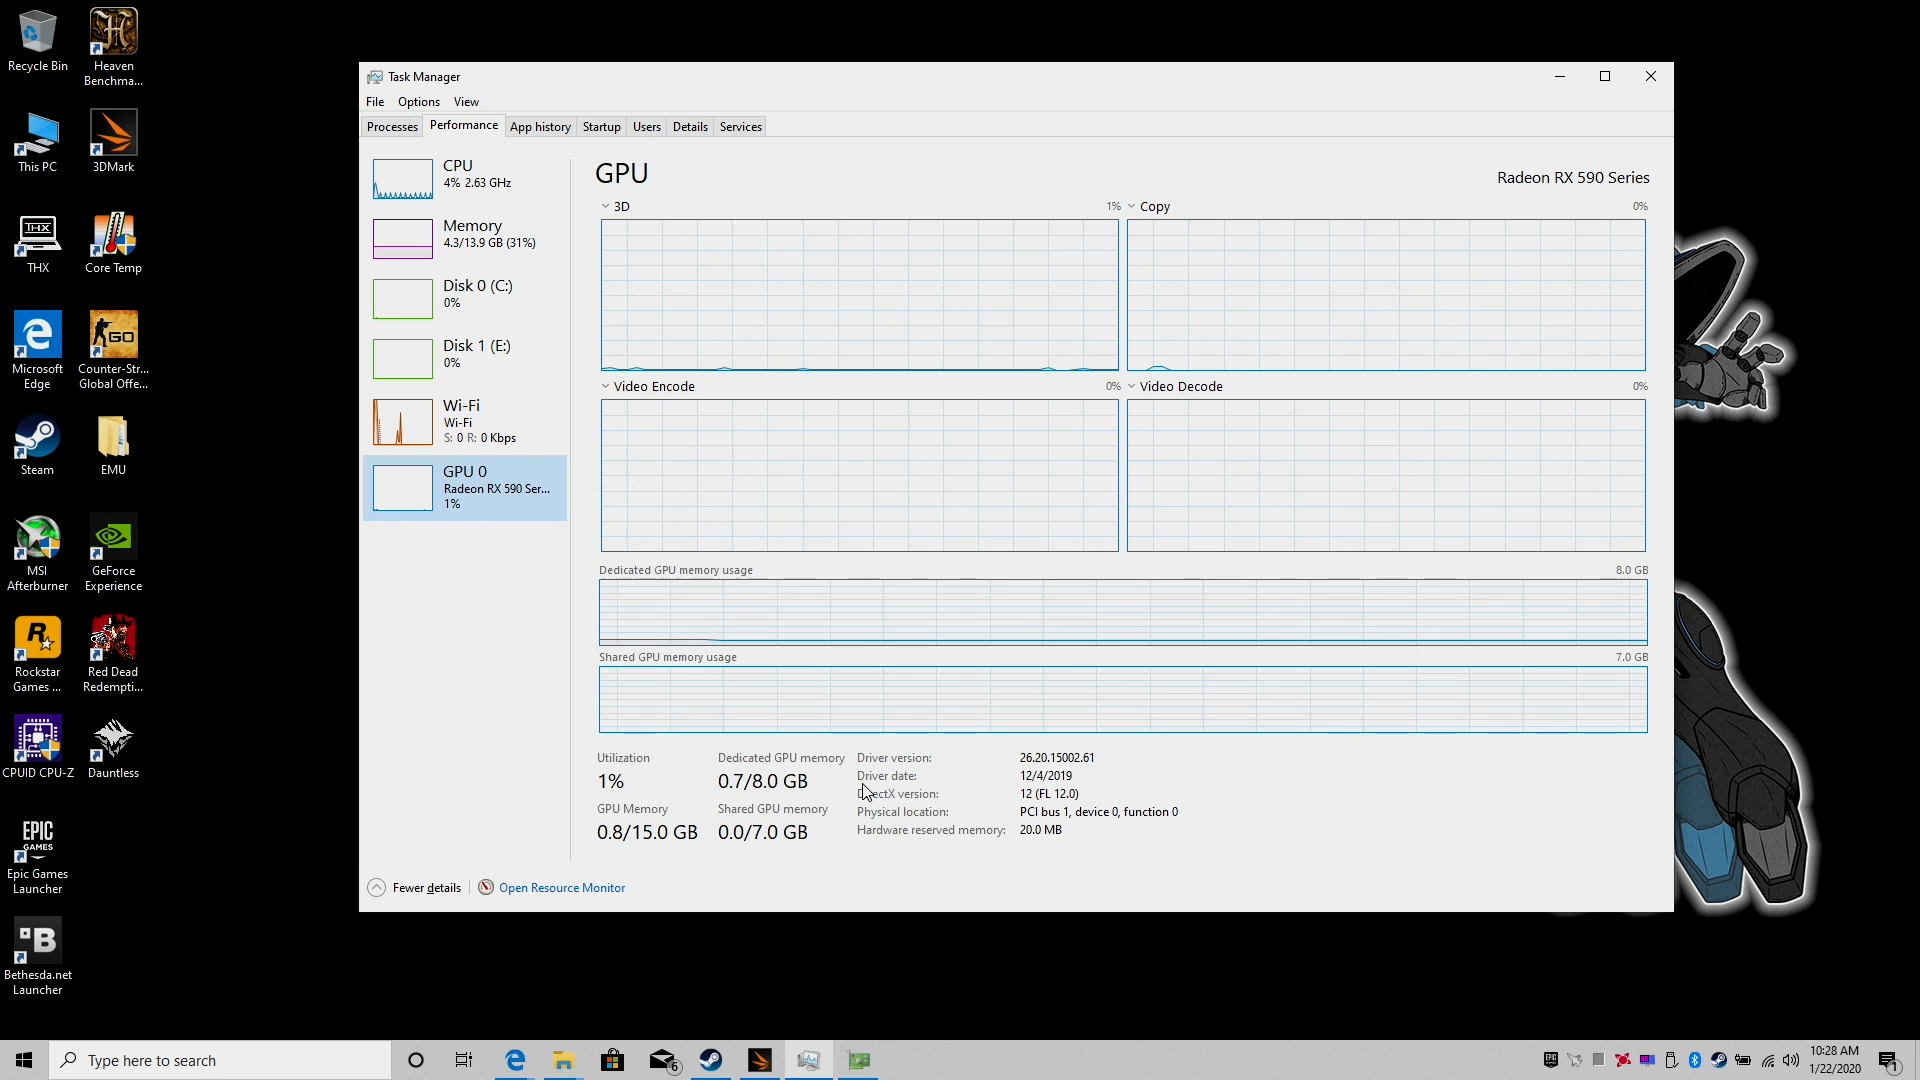 Recycle Bin
Heaven
Benchma...
This PC
3DMark
THX
THX
Core Temp
Microsoft
Edge
GO
Counter-Str...
Global Offe...
Steam
EMU
MSI
Afterburner
GeForce
Experience
Rockstar
Games ...
Red Dead
Redempti...
CPUID CPU-Z
Dauntless
EPIC
GAMES
Epic Games
Launcher
B
Bethesda.net
Launcher
Task Manager
File Options View
Processes Performance App history Startup Users Details Services
CPU
4% 2.63 GHz
Memory
4.3/13.9 GB (31%)
Disk 0 (C:)
0%
Disk 1 (E:)
0%
Wi-Fi
Wi-Fi
S: 0 R: 0 Kbps
GPU 0
Radeon RX 590 Ser...
1%
GPU
Radeon RX 590 Series
3D 1% Copy 0%
Video Encode 0% Video Decode 0%
Dedicated GPU memory usage 8.0 GB
Shared GPU memory usage 7.0 GB
Utilization
1%
Dedicated GPU memory
0.7/8.0 GB
GPU Memory
0.8/15.0 GB
Shared GPU memory
0.0/7.0 GB
Driver version: 26.20.15002.61
Driver date: 12/4/2019
DirectX version: 12 (FL 12.0)
Physical location: PCI bus 1, device 0, function 0
Hardware reserved memory: 20.0 MB
Fewer details Open Resource Monitor
Type here to search
6
10:28 AM
1/22/2020
1